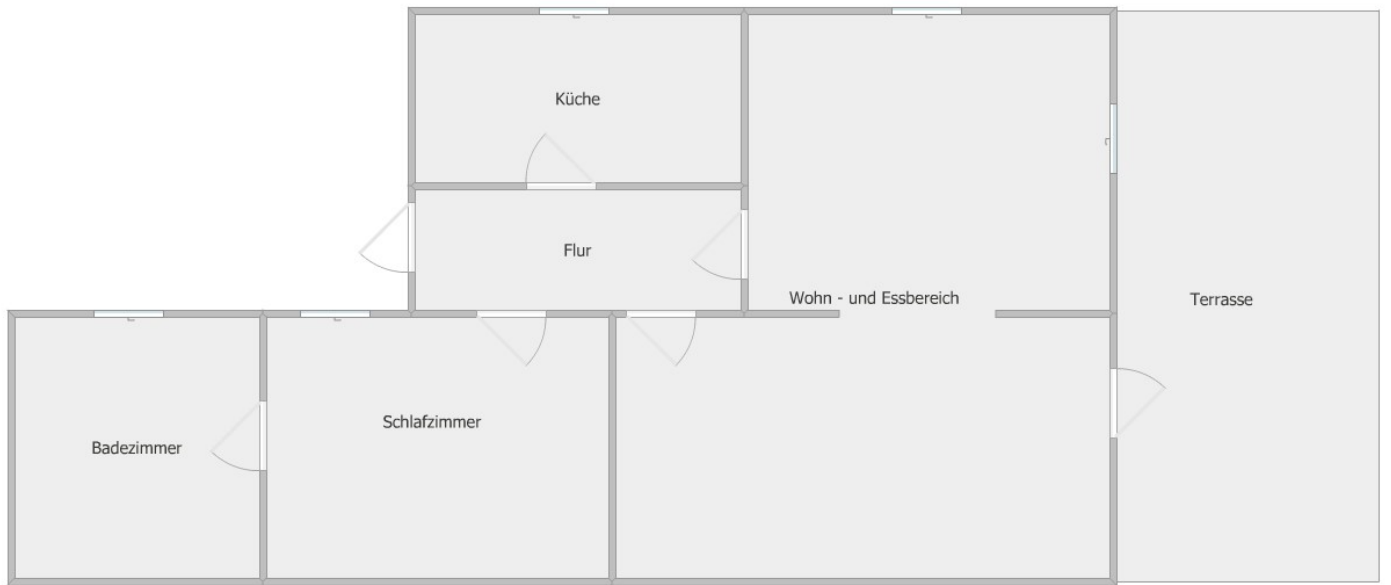 Küche
Flur
Wohn - und Essbereich
Terrasse
Schlafzimmer
Badezimmer